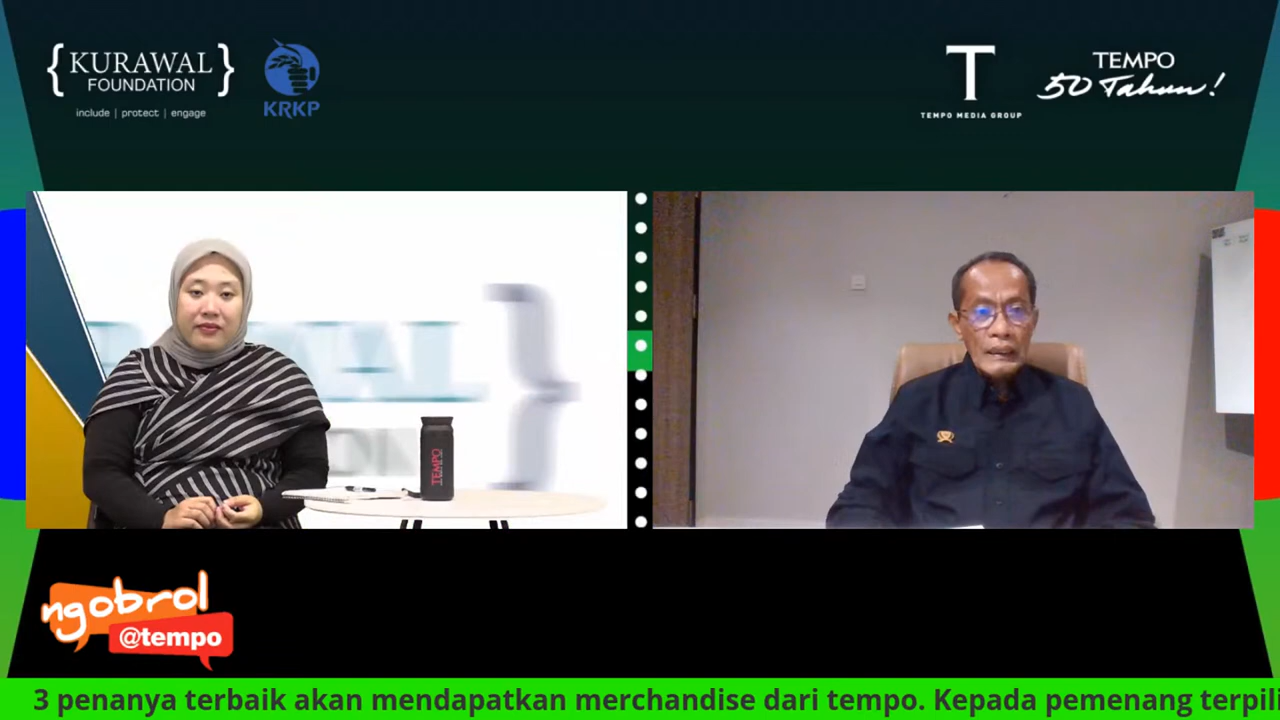 { KURAWAL }
FOUNDATION
include | protect | engage
KRKP
T
TEMPO MEDIA GROUP
TEMPO
50 Tahun!
TEMPO
ngobrol
@tempo
3 penanya terbaik akan mendapatkan merchandise dari tempo. Kepada pemenang terpili